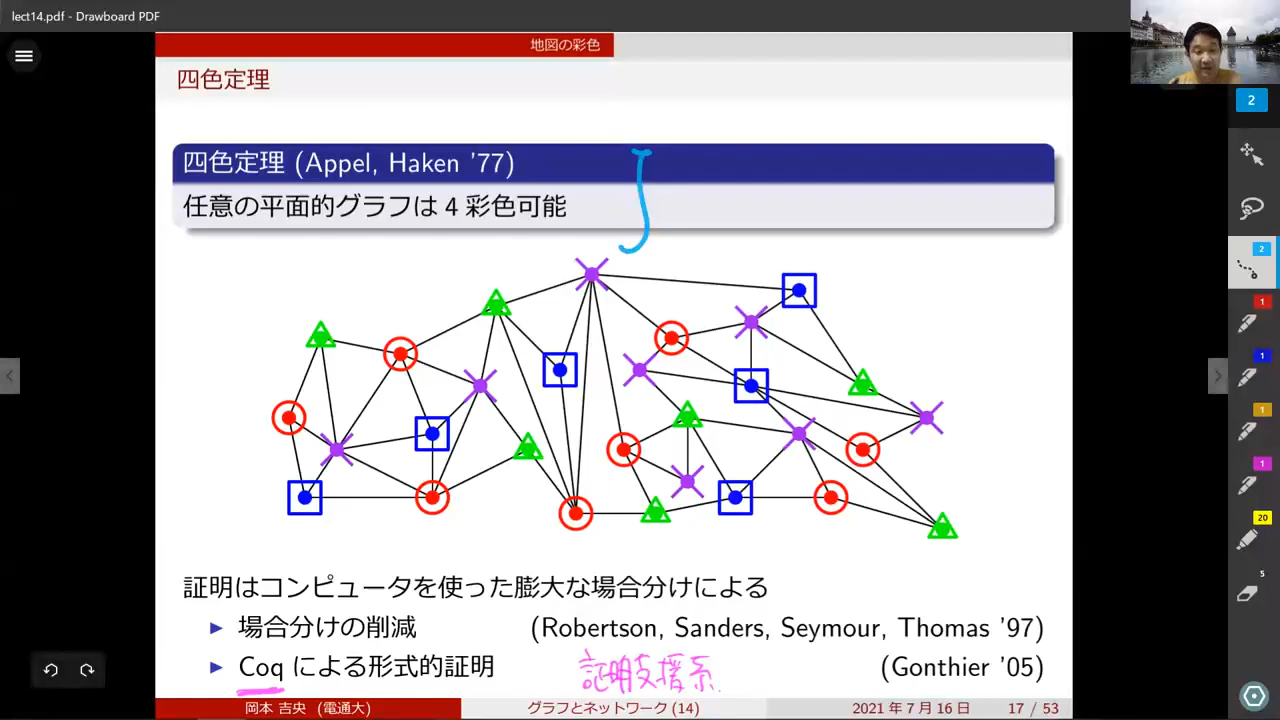 lect14.pdf - Drawboard PDF
地図の彩色
四色定理
四色定理 (Appel, Haken '77)
任意の平面的グラフは 4 彩色可能
証明はコンピュータを使った膨大な場合分けによる
▶ 場合分けの削減 (Robertson, Sanders, Seymour, Thomas '97)
▶ Coq による形式的証明 証明支援系 (Gonthier '05)
岡本 吉央 (電通大) グラフとネットワーク (14) 2021 年 7 月 16 日 17 / 53
2
2
1
1
1
1
20
5